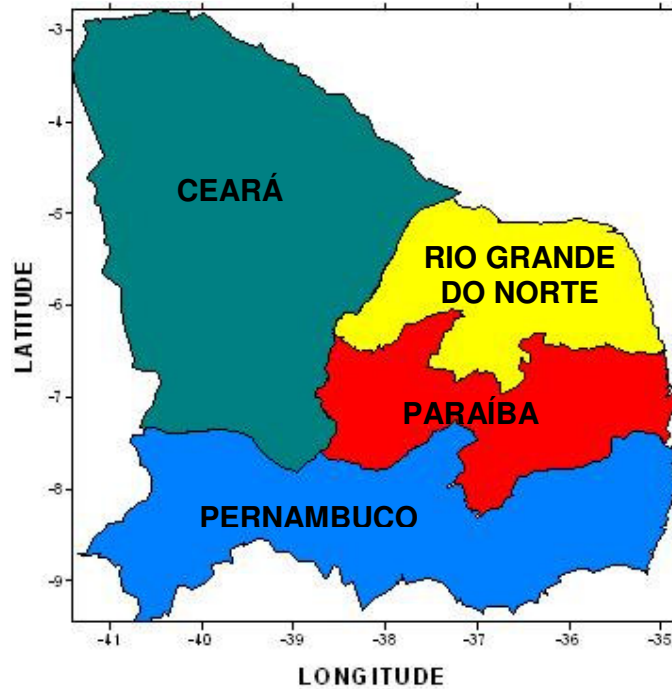 -3
-4
CEARÁ
-5
RIO GRANDE
DO NORTE
-6
LATITUDE
-7
PARAÍBA
-8
PERNAMBUCO
-9
-41 -40 -39 -38 -37 -36 -35
LONGITUDE